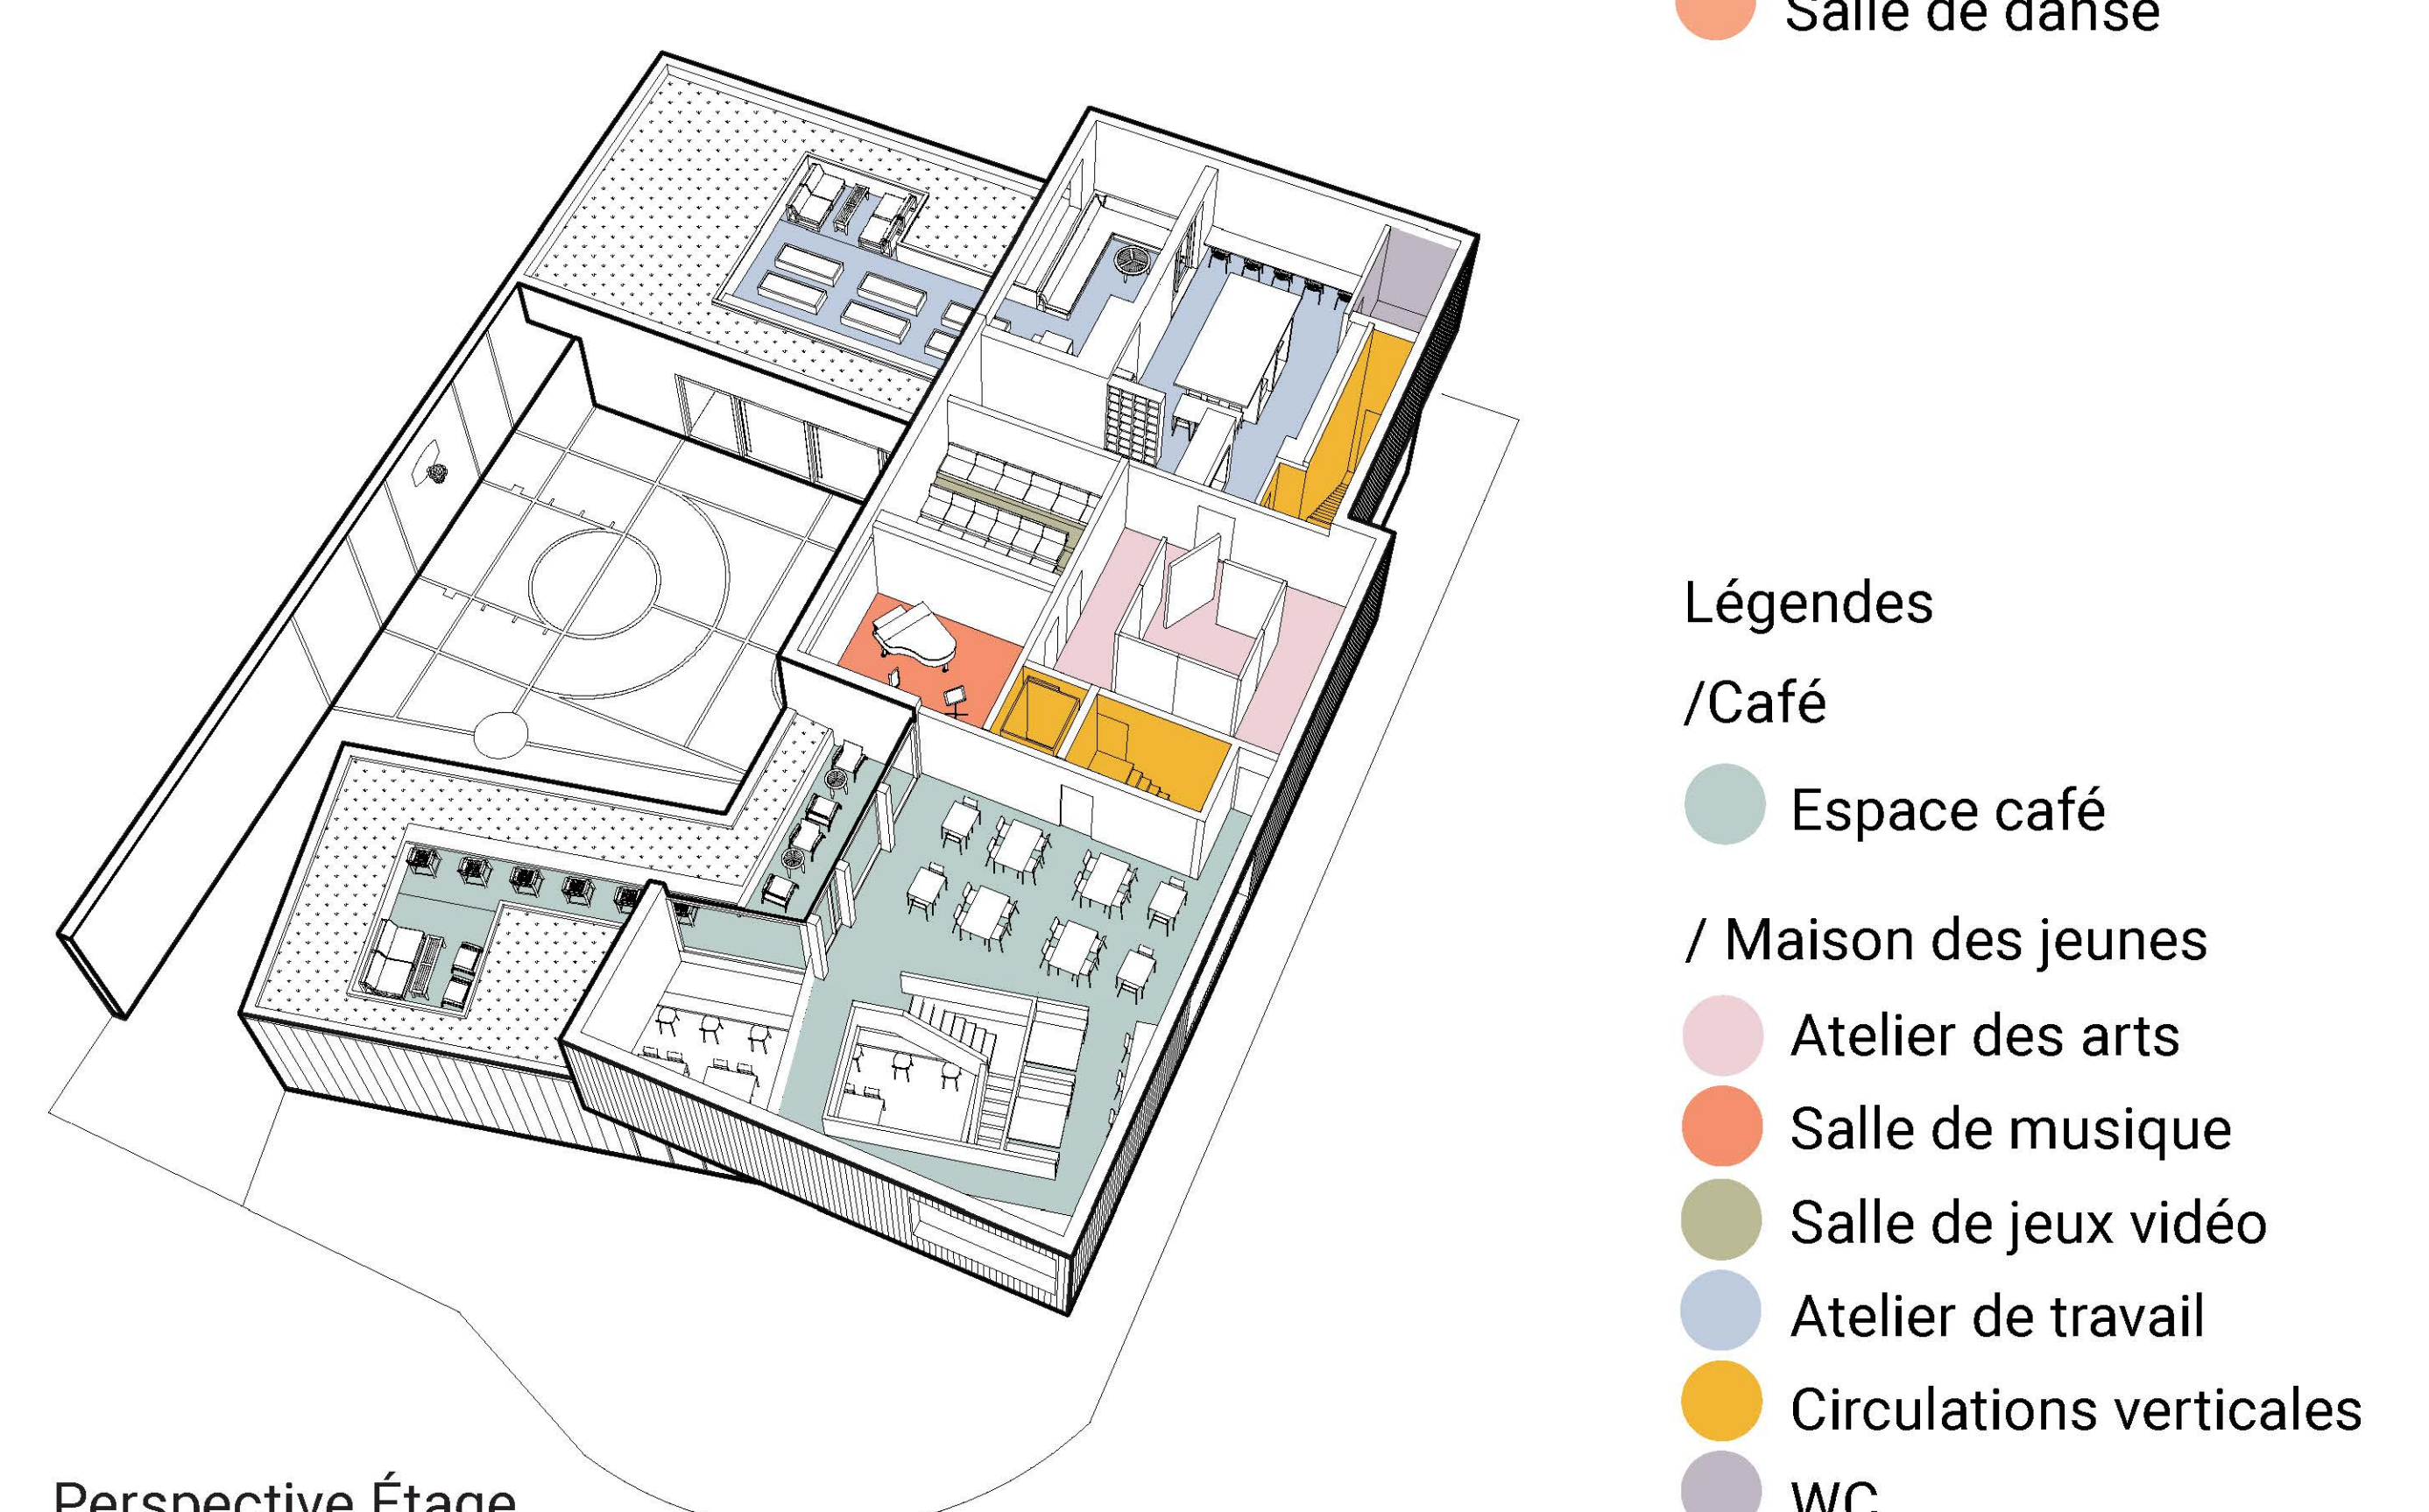 Salle de danse
Légendes
/Café
Espace café
/ Maison des jeunes
Atelier des arts
Salle de musique
Salle de jeux vidéo
Atelier de travail
Circulations verticales
WC
Perspective Étage